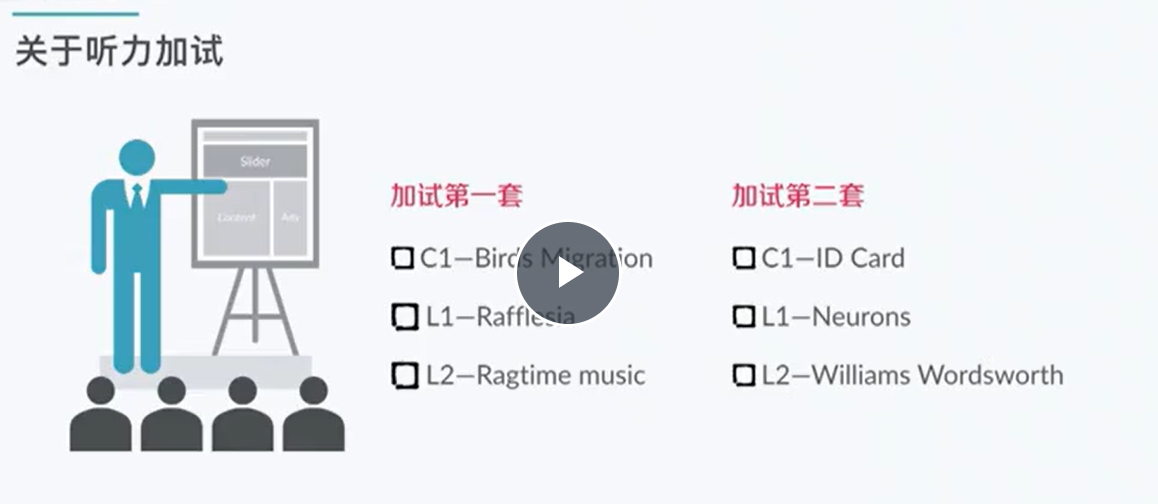 关于听力加试
Slider
Content
Ads
加试第一套
C1—Birds Migration
L1—Rafflesia
L2—Ragtime music
加试第二套
C1—ID Card
L1—Neurons
L2—Williams Wordsworth